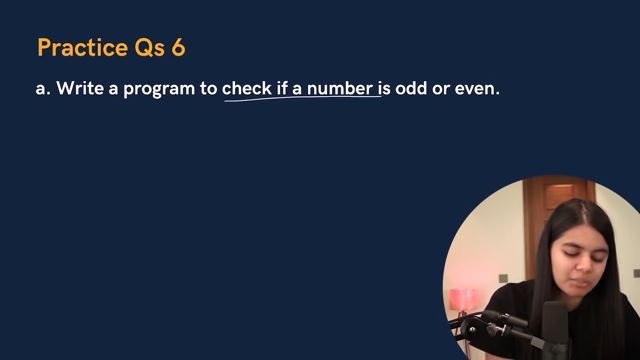 Practice Qs 6
a. Write a program to check if a number is odd or even.